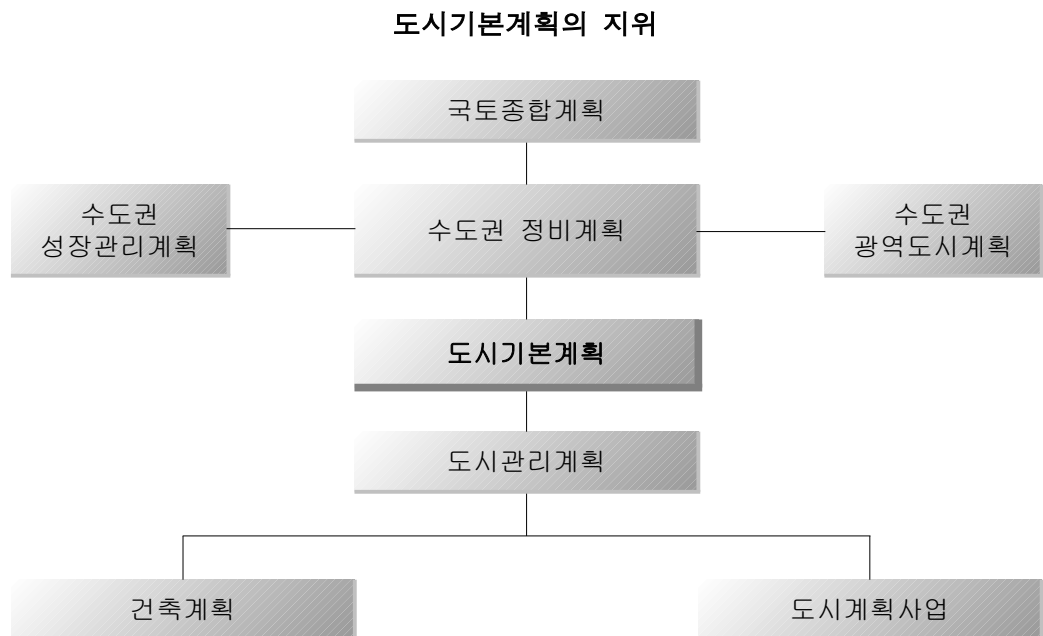 도시기본계획의 지위
국토종합계획
수도권
성장관리계획
수도권 정비계획
수도권
광역도시계획
도시기본계획
도시관리계획
건축계획
도시계획사업